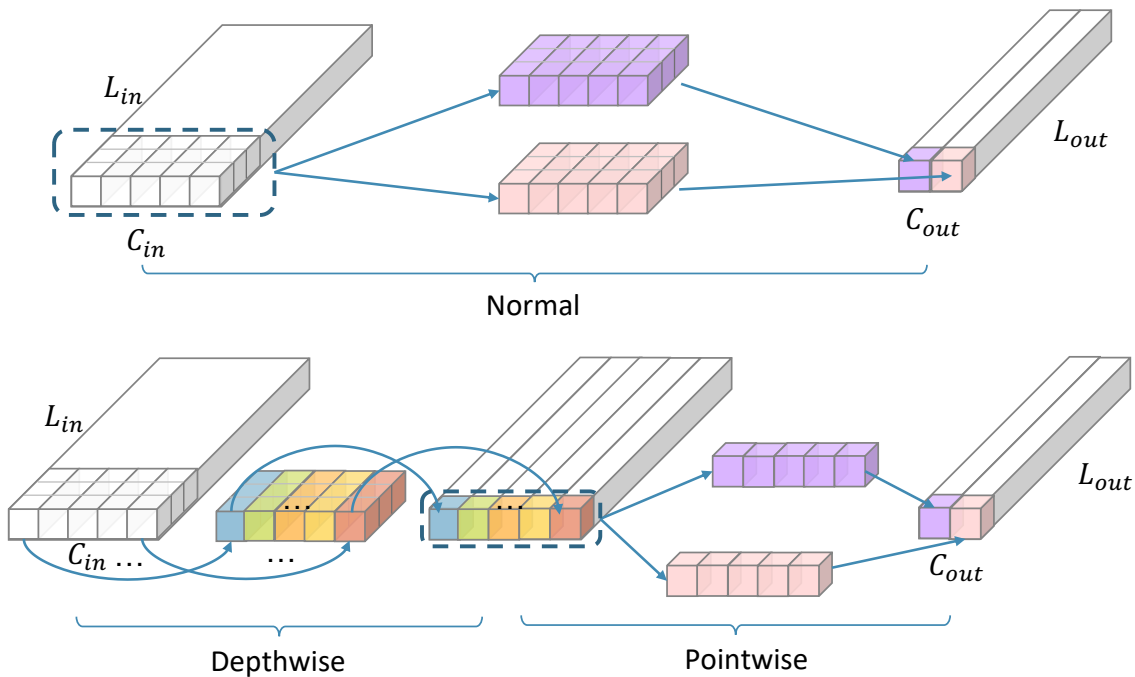 L_in
L_out
C_in
C_out
Normal
L_in
...
...
L_out
C_in ...
...
C_out
Depthwise
Pointwise